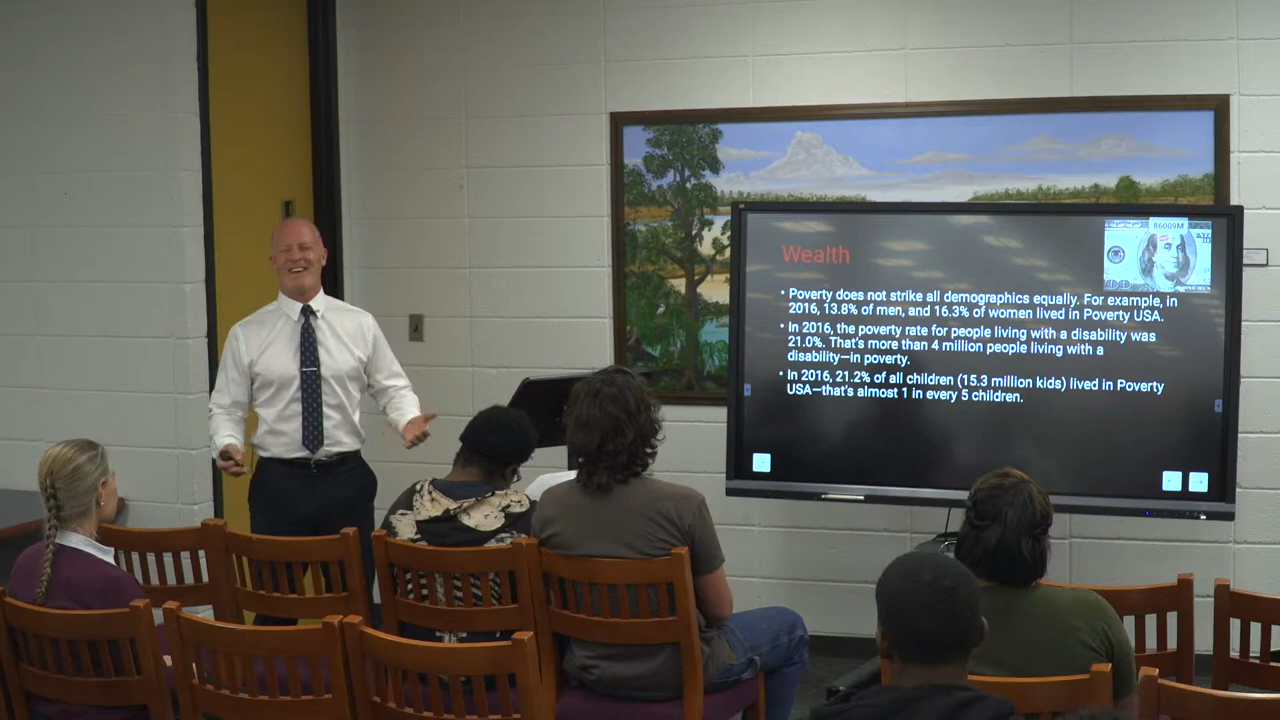 86009M
Wealth
• Poverty does not strike all demographics equally. For example, in
2016, 13.8% of men, and 16.3% of women lived in Poverty USA.
• In 2016, the poverty rate for people living with a disability was
21.0%. That's more than 4 million people living with a
disability—in poverty.
• In 2016, 21.2% of all children (15.3 million kids) lived in Poverty
USA—that's almost 1 in every 5 children.